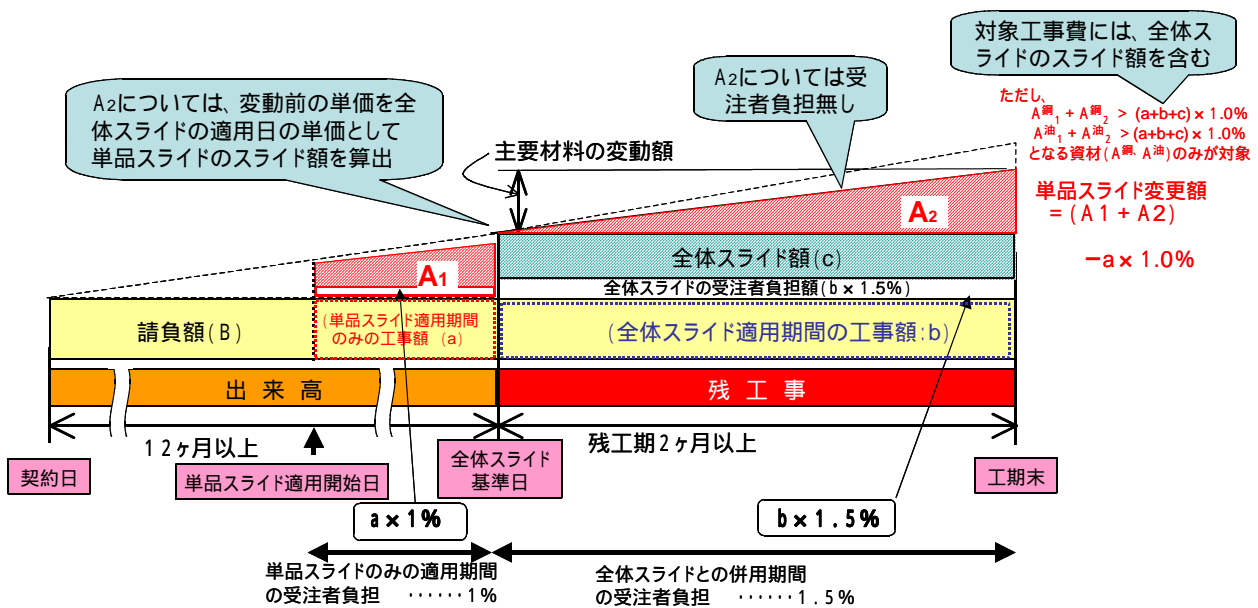 対象工事費には、全体ス
ライドのスライド額を含む
A2については受
注者負担無し
A2については、変動前の単価を全
体スライドの適用日の単価として
単品スライドのスライド額を算出
ただし、
A鋼1 + A鋼2 > (a+b+c) × 1.0%
A油1 + A油2 > (a+b+c) × 1.0%
となる資材(A鋼、A油)のみが対象
主要材料の変動額
単品スライド変更額
= (A1 + A2)
－a × 1.0%
A2
A1
全体スライド額(c)
全体スライドの受注者負担額(b × 1.5%)
請負額(B)
(単品スライド適用期間
のみの工事額 (a)
(全体スライド適用期間の工事額:b)
出 来 高
残 工 事
12ヶ月以上
残工期2ヶ月以上
契約日
単品スライド適用開始日
全体スライド
基準日
工期末
a × 1%
b × 1.5%
単品スライドのみの適用期間
の受注者負担 ‥‥‥1%
全体スライドとの併用期間
の受注者負担 ‥‥‥1.5%